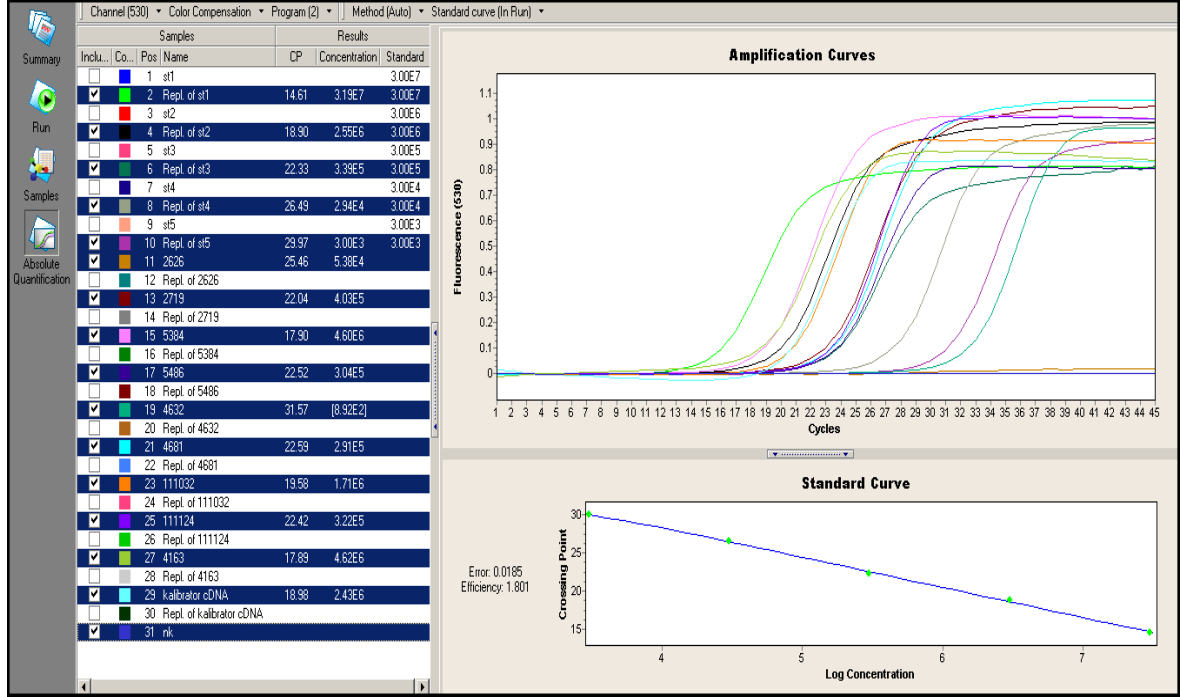 Channel (530) Color Compensation Program (2) Method (Auto) Standard curve (In Run)
Summary
Run
Samples
Absolute
Quantification
Samples Results
Inclu... Co... Pos Name CP Concentration Standard
1 st1 3.00E7
2 Repl. of st1 14.61 3.19E7 3.00E7
3 st2 3.00E6
4 Repl. of st2 18.90 2.55E6 3.00E6
5 st3 3.00E5
6 Repl. of st3 22.33 3.39E5 3.00E5
7 st4 3.00E4
8 Repl. of st4 26.49 2.94E4 3.00E4
9 st5 3.00E3
10 Repl. of st5 29.97 3.00E3 3.00E3
11 2626 25.46 5.38E4
12 Repl. of 2626
13 2719 22.04 4.03E5
14 Repl. of 2719
15 5384 17.90 4.60E6
16 Repl. of 5384
17 5486 22.52 3.04E5
18 Repl. of 5486
19 4632 31.57 [8.92E2]
20 Repl. of 4632
21 4681 22.59 2.91E5
22 Repl. of 4681
23 111032 19.58 1.71E6
24 Repl. of 111032
25 111124 22.42 3.22E5
26 Repl. of 111124
27 4163 17.89 4.62E6
28 Repl. of 4163
29 kalibrator cDNA 18.98 2.43E6
30 Repl. of kalibrator cDNA
31 nk
Amplification Curves
Fluorescence (530)
1.1
1
0.9
0.8
0.7
0.6
0.5
0.4
0.3
0.2
0.1
0
1 2 3 4 5 6 7 8 9 10 11 12 13 14 15 16 17 18 19 20 21 22 23 24 25 26 27 28 29 30 31 32 33 34 35 36 37 38 39 40 41 42 43 44 45
Cycles
Standard Curve
Error: 0.0185
Efficiency: 1.801
Crossing Point
30
25
20
15
4 5 6 7
Log Concentration